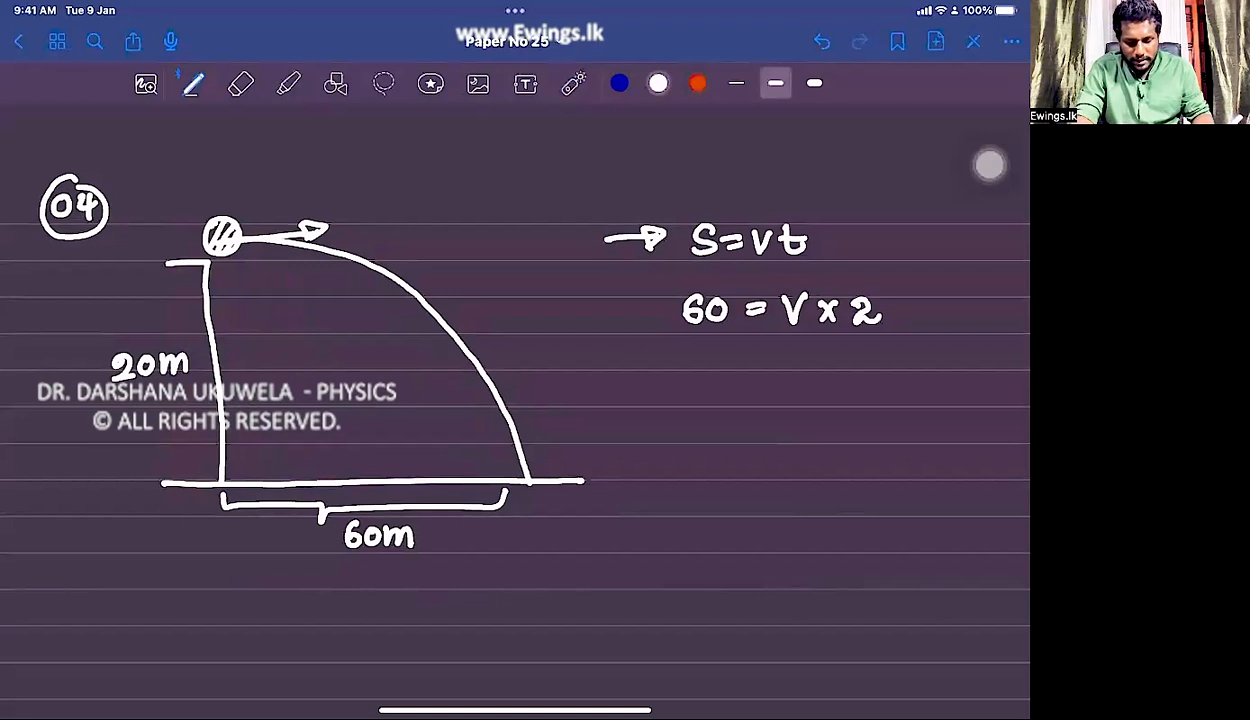 9:41 AM Tue 9 Jan
100%
www.Ewings.lk
Paper No 25
T
Ewings.lk
04
→ S=vt
60 = V × 2
20m
DR. DARSHANA UKUWELA - PHYSICS
© ALL RIGHTS RESERVED.
60m